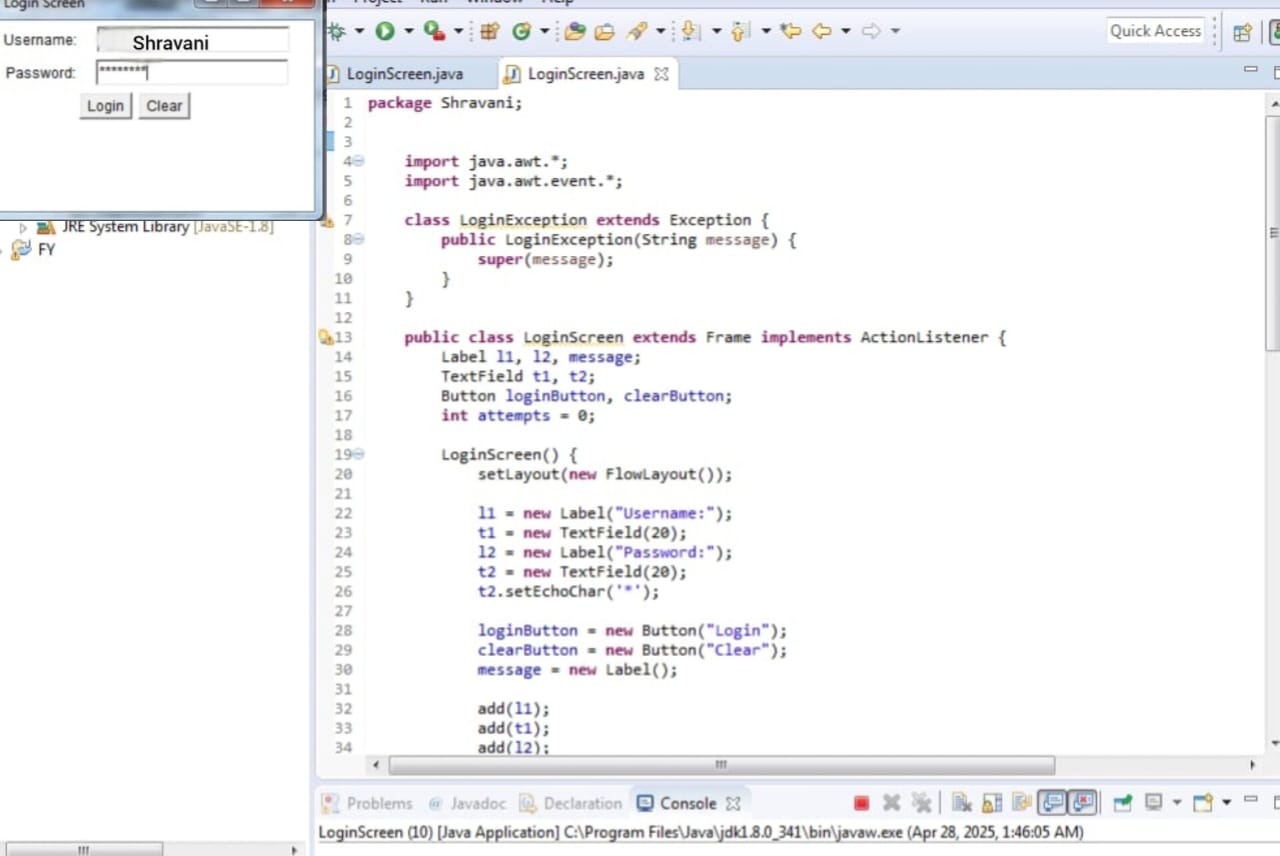 Login Screen
Project Run Window Help
Username: Shravani
Password: ********
Login Clear
Quick Access
JRE System Library [JavaSE-1.8]
FY
LoginScreen.java LoginScreen.java
1 package Shravani;
2
3
4 import java.awt.*;
5 import java.awt.event.*;
6
7 class LoginException extends Exception {
8 public LoginException(String message) {
9 super(message);
10 }
11 }
12
13 public class LoginScreen extends Frame implements ActionListener {
14 Label l1, l2, message;
15 TextField t1, t2;
16 Button loginButton, clearButton;
17 int attempts = 0;
18
19 LoginScreen() {
20 setLayout(new FlowLayout());
21
22 l1 = new Label("Username:");
23 t1 = new TextField(20);
24 l2 = new Label("Password:");
25 t2 = new TextField(20);
26 t2.setEchoChar('*');
27
28 loginButton = new Button("Login");
29 clearButton = new Button("Clear");
30 message = new Label();
31
32 add(l1);
33 add(t1);
34 add(l2);
Problems @ Javadoc Declaration Console
LoginScreen (10) [Java Application] C:\Program Files\Java\jdk1.8.0_341\bin\javaw.exe (Apr 28, 2025, 1:46:05 AM)